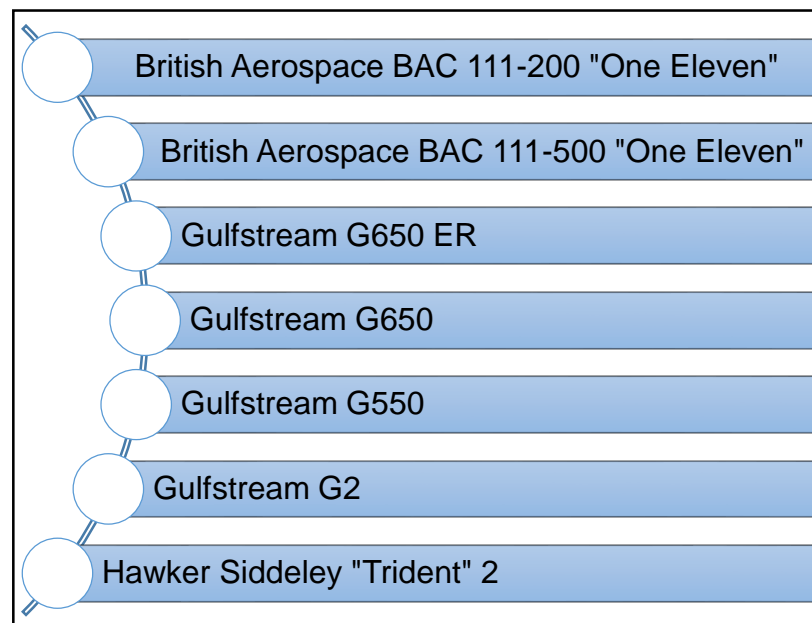 British Aerospace BAC 111-200 "One Eleven"
British Aerospace BAC 111-500 "One Eleven"
Gulfstream G650 ER
Gulfstream G650
Gulfstream G550
Gulfstream G2
Hawker Siddeley "Trident" 2